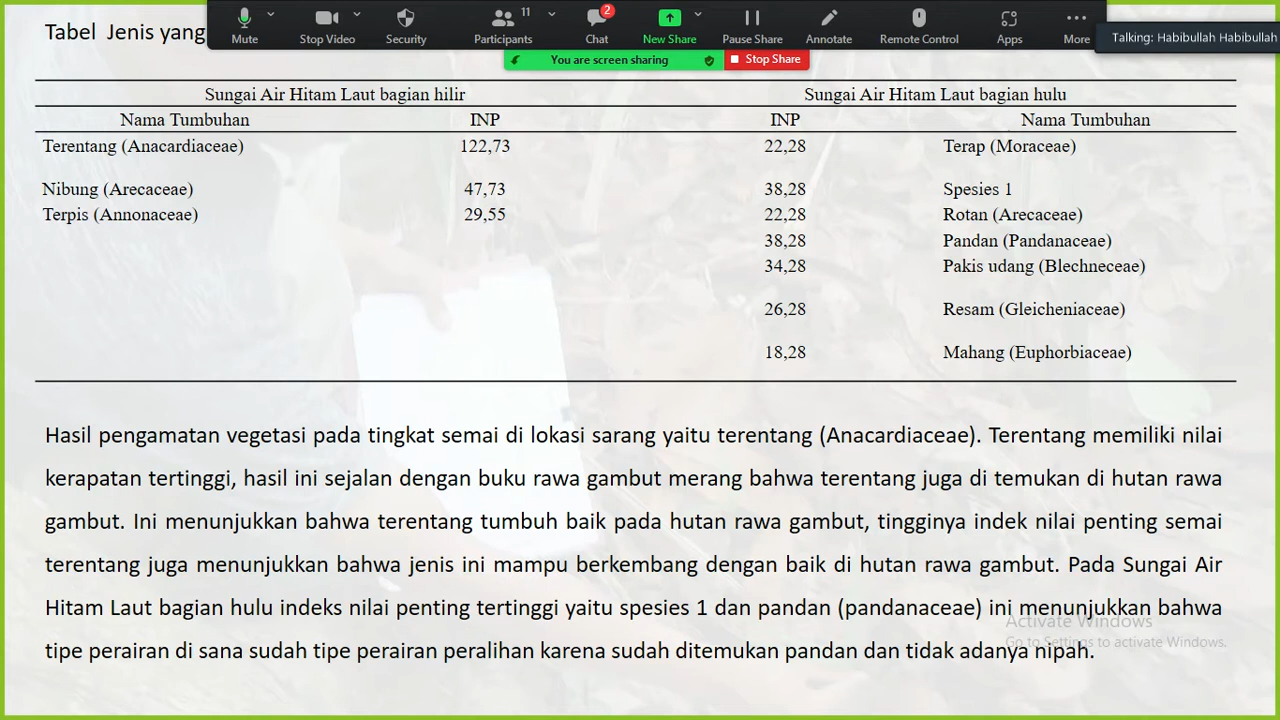 Tabel Jenis yang
Mute
Stop Video
Security
11
Participants
2
Chat
New Share
Pause Share
Annotate
Remote Control
Apps
More
Talking: Habibullah Habibullah
You are screen sharing
Stop Share
Sungai Air Hitam Laut bagian hilir Sungai Air Hitam Laut bagian hulu
Nama Tumbuhan INP INP Nama Tumbuhan
Terentang (Anacardiaceae) 122,73 22,28 Terap (Moraceae)
Nibung (Arecaceae) 47,73 38,28 Spesies 1
Terpis (Annonaceae) 29,55 22,28 Rotan (Arecaceae)
38,28 Pandan (Pandanaceae)
34,28 Pakis udang (Blechneceae)
26,28 Resam (Gleicheniaceae)
18,28 Mahang (Euphorbiaceae)
Hasil pengamatan vegetasi pada tingkat semai di lokasi sarang yaitu terentang (Anacardiaceae). Terentang memiliki nilai
kerapatan tertinggi, hasil ini sejalan dengan buku rawa gambut merang bahwa terentang juga di temukan di hutan rawa
gambut. Ini menunjukkan bahwa terentang tumbuh baik pada hutan rawa gambut, tingginya indek nilai penting semai
terentang juga menunjukkan bahwa jenis ini mampu berkembang dengan baik di hutan rawa gambut. Pada Sungai Air
Hitam Laut bagian hulu indeks nilai penting tertinggi yaitu spesies 1 dan pandan (pandanaceae) ini menunjukkan bahwa
tipe perairan di sana sudah tipe perairan peralihan karena sudah ditemukan pandan dan tidak adanya nipah.
Activate Windows
Go to Settings to activate Windows.